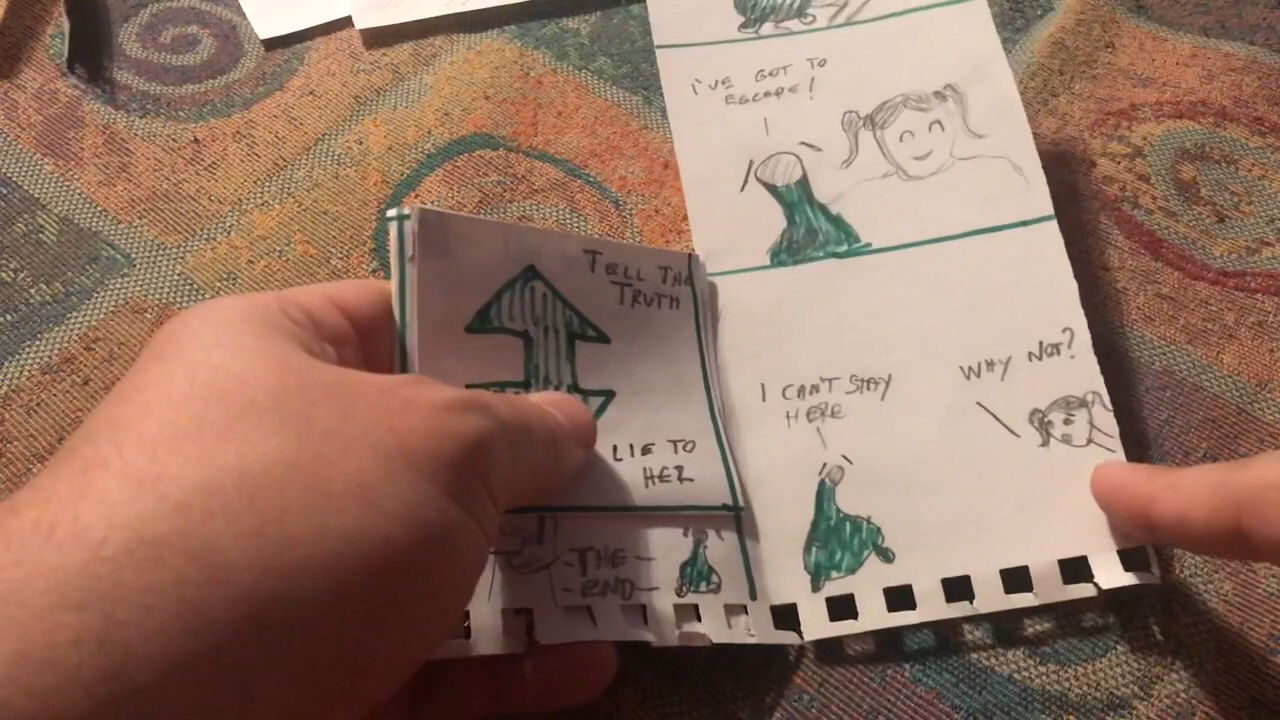 I'VE GOT TO
ESCAPE!
TELL THE
TRUTH
LIE TO
HER
I CAN'T STAY
HERE
WHY NOT?
-THE-
-END-